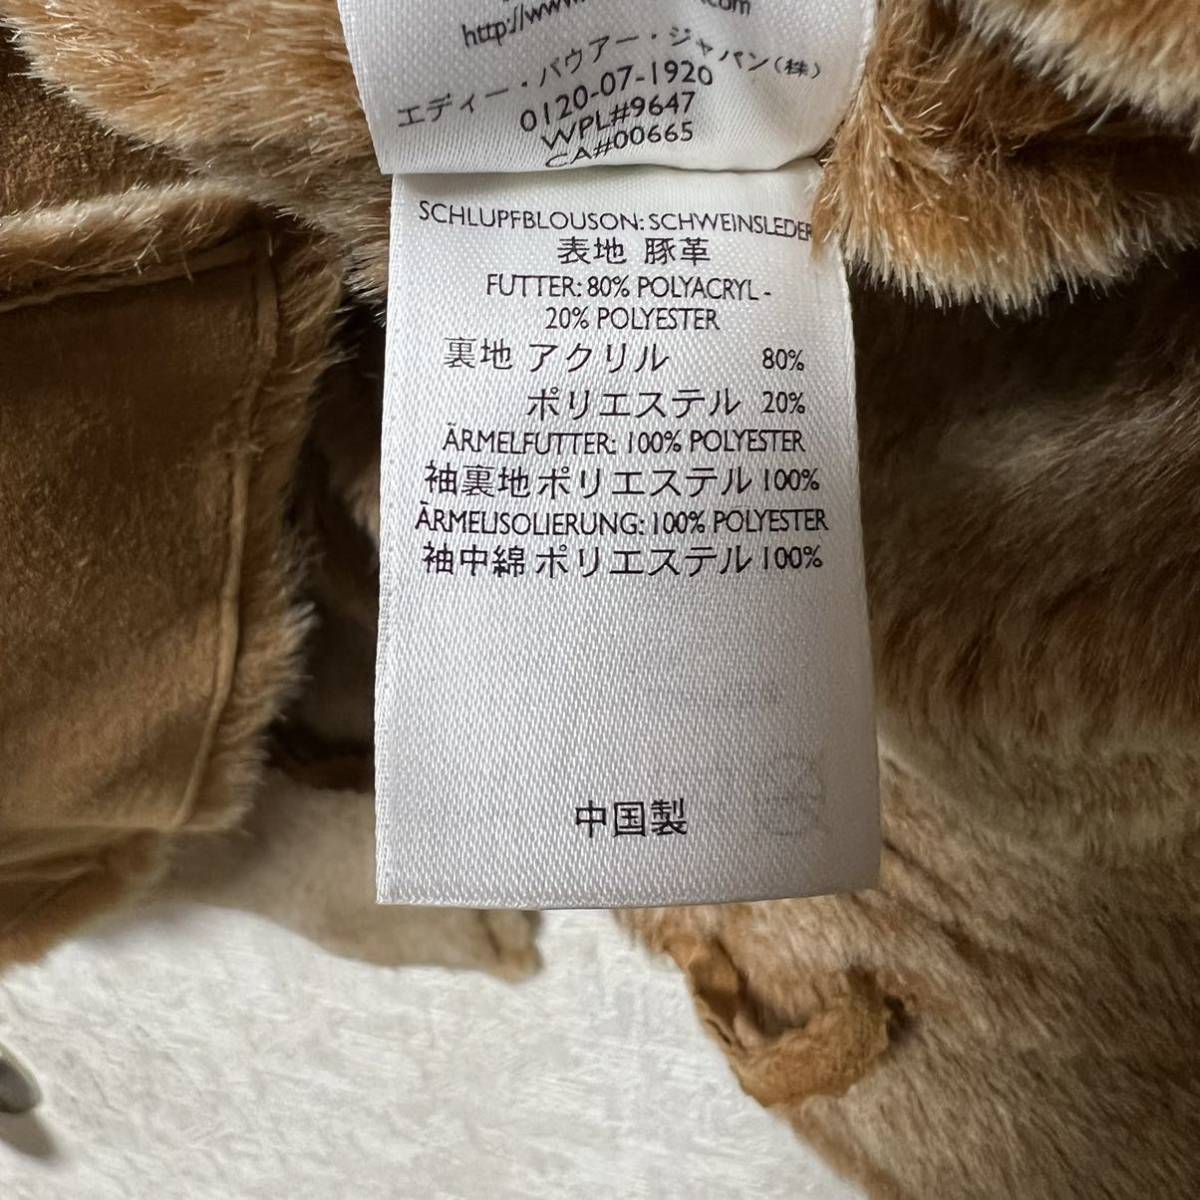 http://www.
.com
エディー・バウアー・ジャパン(株)
0120-07-1920
WPL#9647
CA#00665
SCHLUPFBLOUSON: SCHWEINSLEDER
表地 豚革
FUTTER: 80% POLYACRYL -
20% POLYESTER
裏地 アクリル 80%
ポリエステル 20%
ÄRMELFUTTER: 100% POLYESTER
袖裏地 ポリエステル 100%
ÄRMELISOLIERUNG: 100% POLYESTER
袖中綿 ポリエステル 100%
中国製